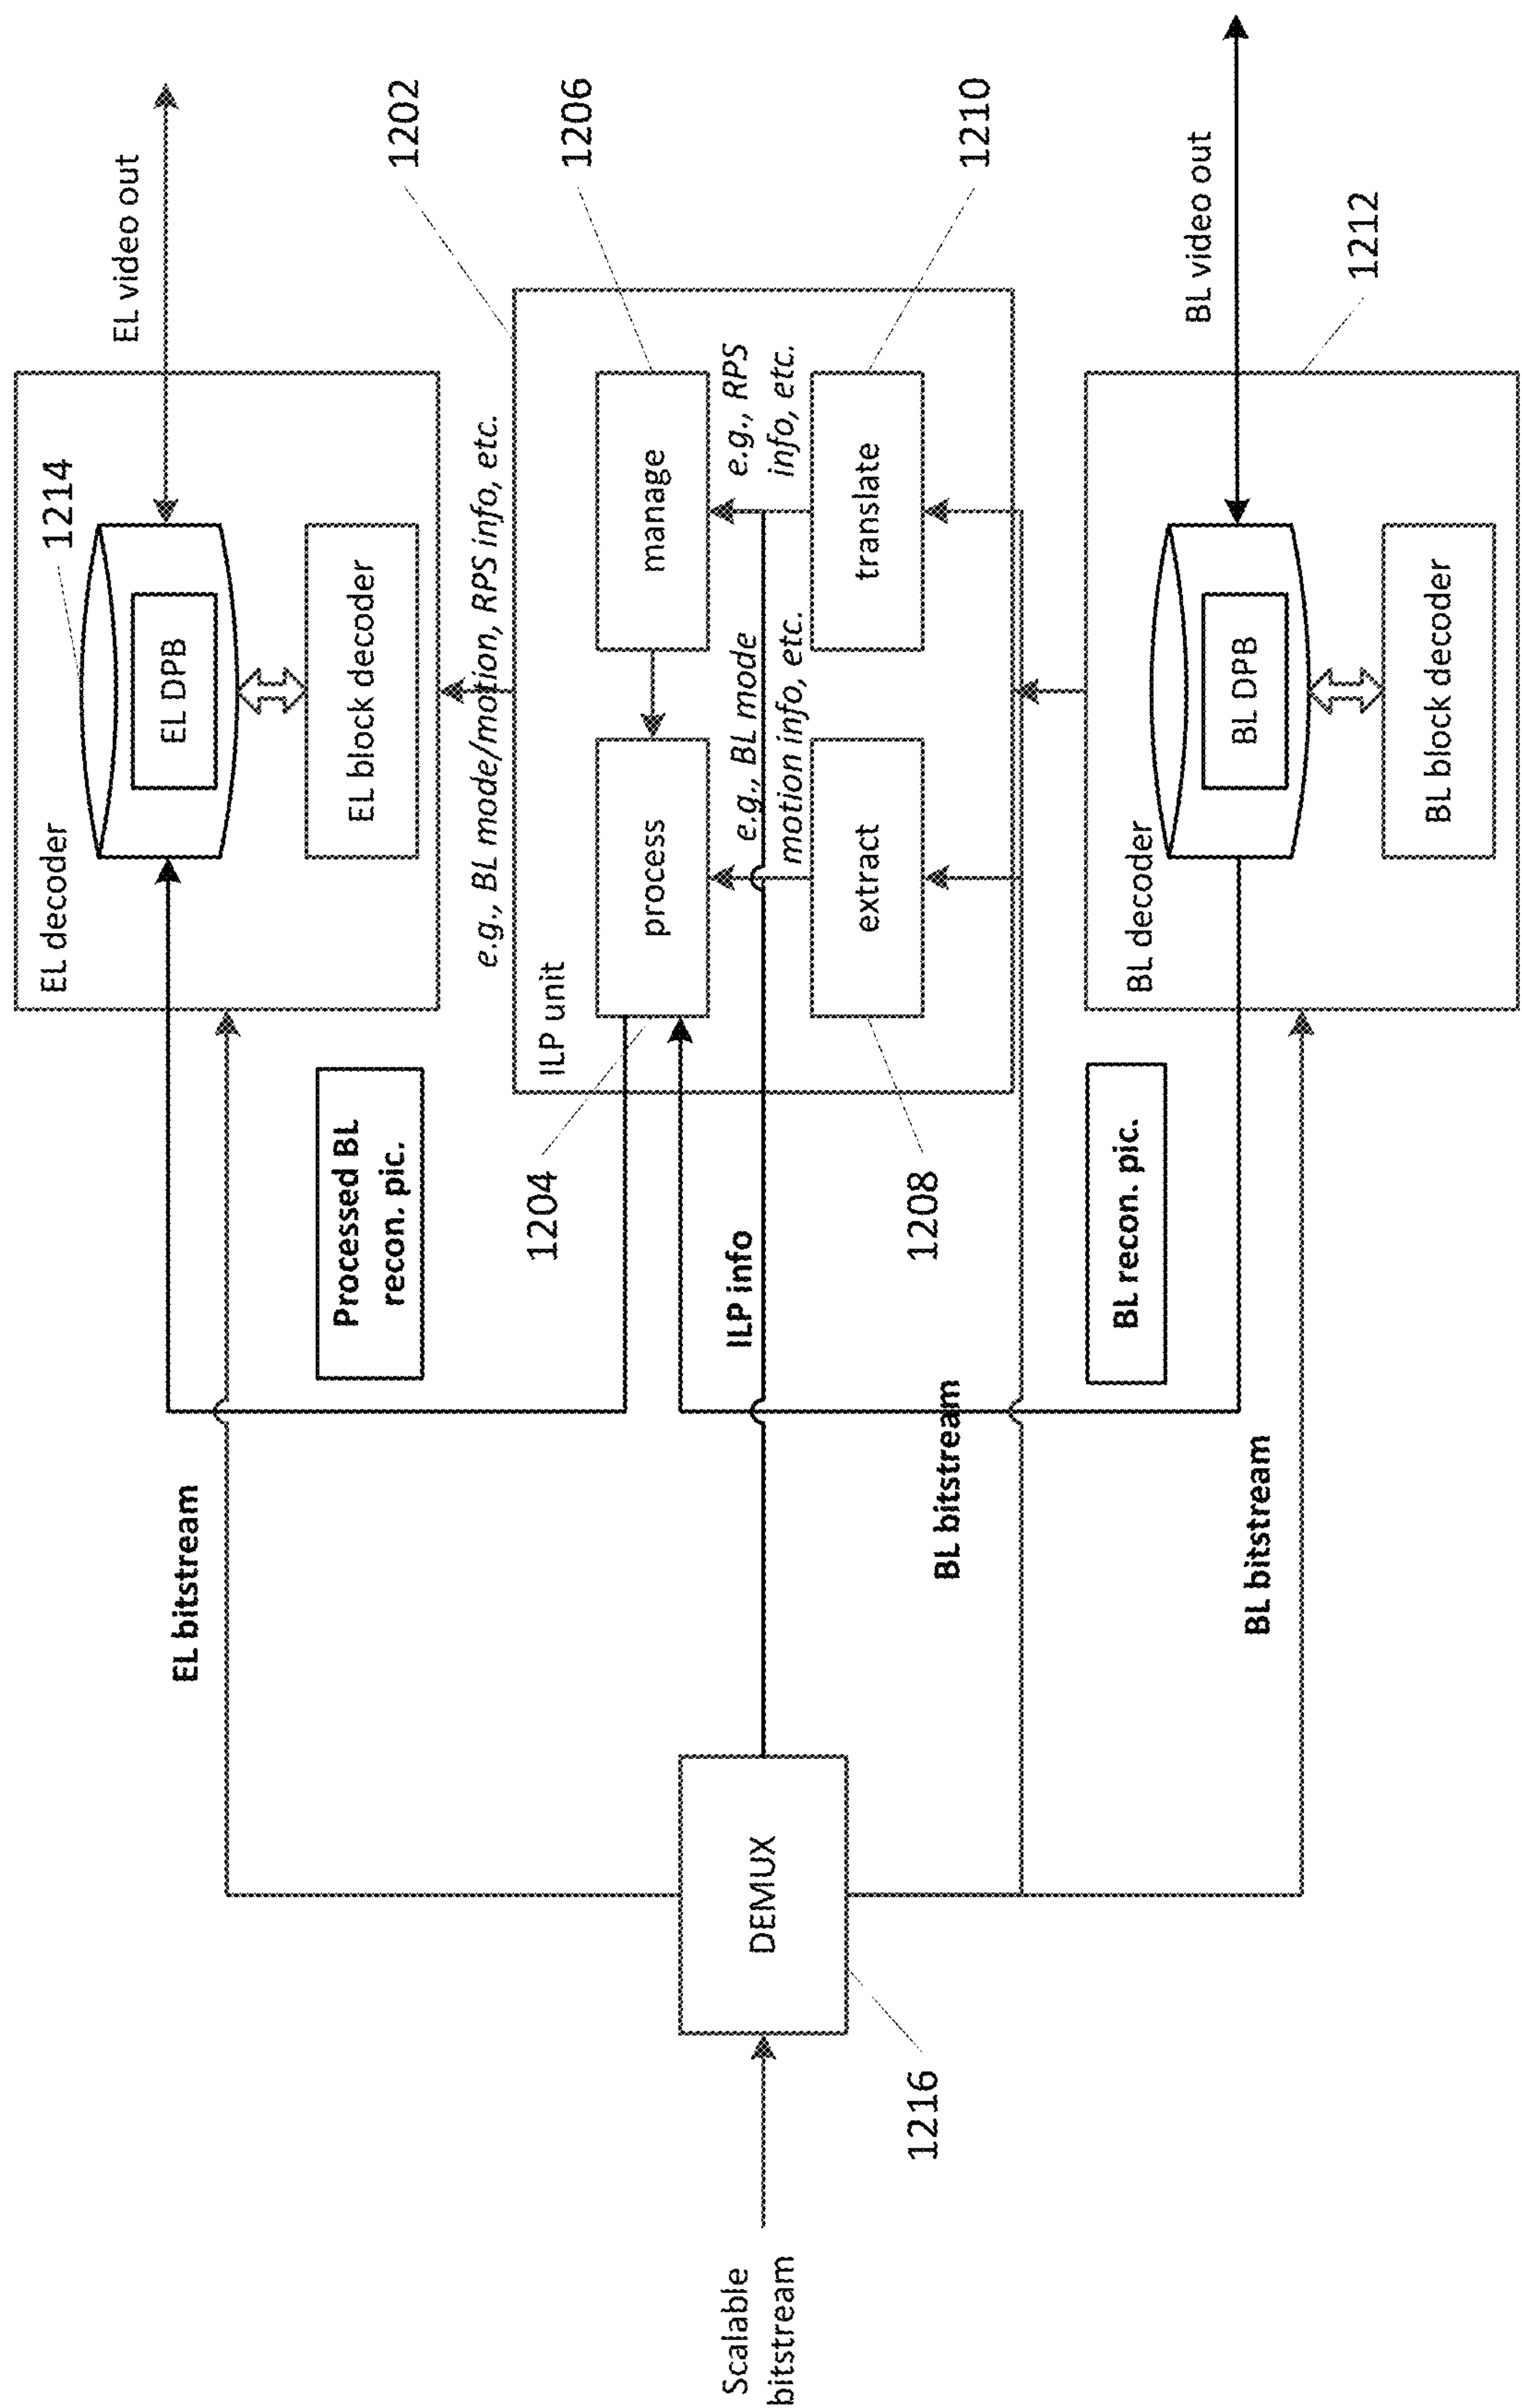 EL decoder
1214
EL DPB
EL block decoder
EL video out
EL bitstream
Processed BL
recon. pic.
e.g., BL mode/motion, RPS info, etc.
1202
ILP unit
1204
process
manage
1206
ILP info
e.g., BL mode
motion info, etc.
e.g., RPS
info, etc.
1208
extract
translate
1210
Scalable
bitstream
DEMUX
1216
BL bitstream
BL recon. pic.
BL decoder
BL DPB
BL block decoder
BL video out
1212
BL bitstream